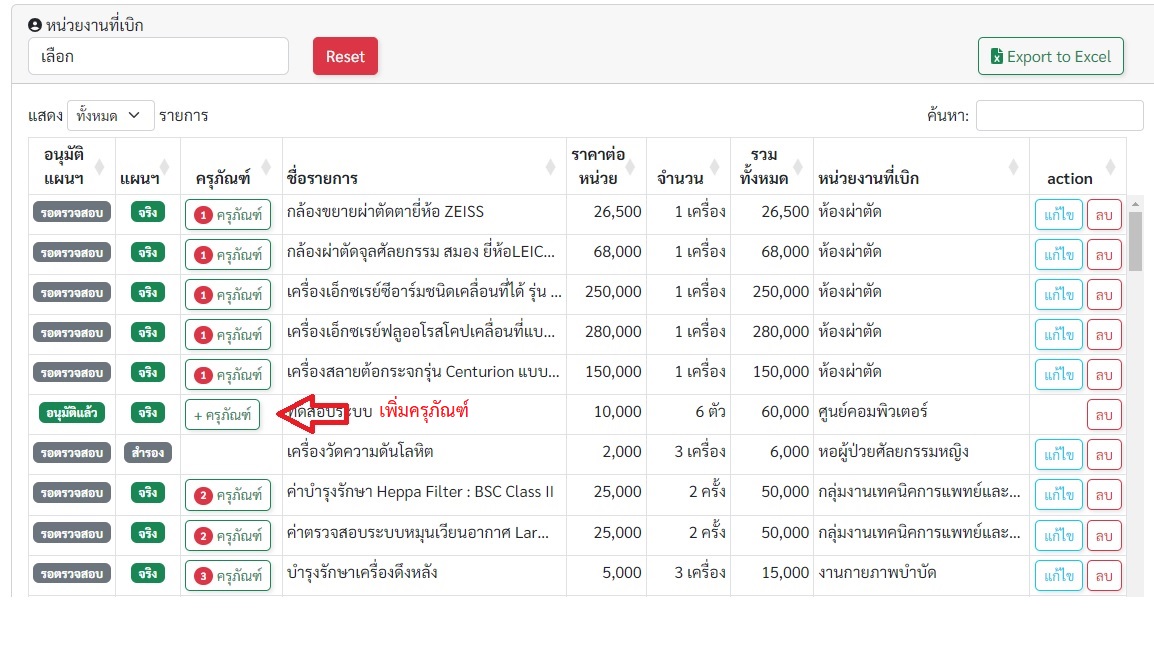 หน่วยงานที่เบิก
เลือก Reset Export to Excel
แสดง ทั้งหมด รายการ ค้นหา:
อนุมัติแผนฯ แผนฯ ครุภัณฑ์ ชื่อรายการ ราคาต่อหน่วย จำนวน รวมทั้งหมด หน่วยงานที่เบิก action
รอตรวจสอบ จริง 1 ครุภัณฑ์ กล้องขยายผ่าตัดตายี่ห้อ ZEISS 26,500 1 เครื่อง 26,500 ห้องผ่าตัด แก้ไข ลบ
รอตรวจสอบ จริง 1 ครุภัณฑ์ กล้องผ่าตัดจุลศัลยกรรม สมอง ยี่ห้อLEIC... 68,000 1 เครื่อง 68,000 ห้องผ่าตัด แก้ไข ลบ
รอตรวจสอบ จริง 1 ครุภัณฑ์ เครื่องเอ็กซเรย์ซีอาร์มชนิดเคลื่อนที่ได้ รุ่น ... 250,000 1 เครื่อง 250,000 ห้องผ่าตัด แก้ไข ลบ
รอตรวจสอบ จริง 1 ครุภัณฑ์ เครื่องเอ็กซเรย์ฟลูออโรสโคปเคลื่อนที่แบ... 280,000 1 เครื่อง 280,000 ห้องผ่าตัด แก้ไข ลบ
รอตรวจสอบ จริง 1 ครุภัณฑ์ เครื่องสลายต้อกระจกรุ่น Centurion แบบ... 150,000 1 เครื่อง 150,000 ห้องผ่าตัด แก้ไข ลบ
อนุมัติแล้ว จริง + ครุภัณฑ์ ทดสอบระบบ เพิ่มครุภัณฑ์ 10,000 6 ตัว 60,000 ศูนย์คอมพิวเตอร์ ลบ
รอตรวจสอบ สำรอง เครื่องวัดความดันโลหิต 2,000 3 เครื่อง 6,000 หอผู้ป่วยศัลยกรรมหญิง แก้ไข ลบ
รอตรวจสอบ จริง 2 ครุภัณฑ์ ค่าบำรุงรักษา Heppa Filter : BSC Class II 25,000 2 ครั้ง 50,000 กลุ่มงานเทคนิคการแพทย์และ... แก้ไข ลบ
รอตรวจสอบ จริง 2 ครุภัณฑ์ ค่าตรวจสอบระบบหมุนเวียนอากาศ Lar... 25,000 2 ครั้ง 50,000 กลุ่มงานเทคนิคการแพทย์และ... แก้ไข ลบ
รอตรวจสอบ จริง 3 ครุภัณฑ์ บำรุงรักษาเครื่องดึงหลัง 5,000 3 เครื่อง 15,000 งานกายภาพบำบัด แก้ไข ลบ